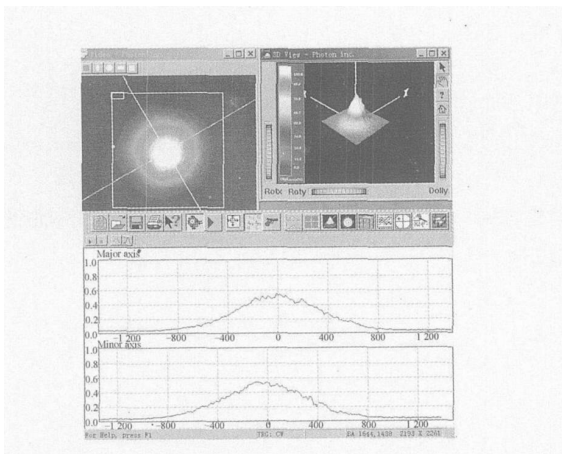 Video
3D View - Photon Inc.
Rotx Roty
Dolly
Major axis
1.0
0.8
0.6
0.4
0.2
0.0
-1 200 -800 -400 0 400 800 1 200
Minor axis
1.0
0.8
0.6
0.4
0.2
0.0
-1 200 -800 -400 0 400 800 1 200
For Help, press F1